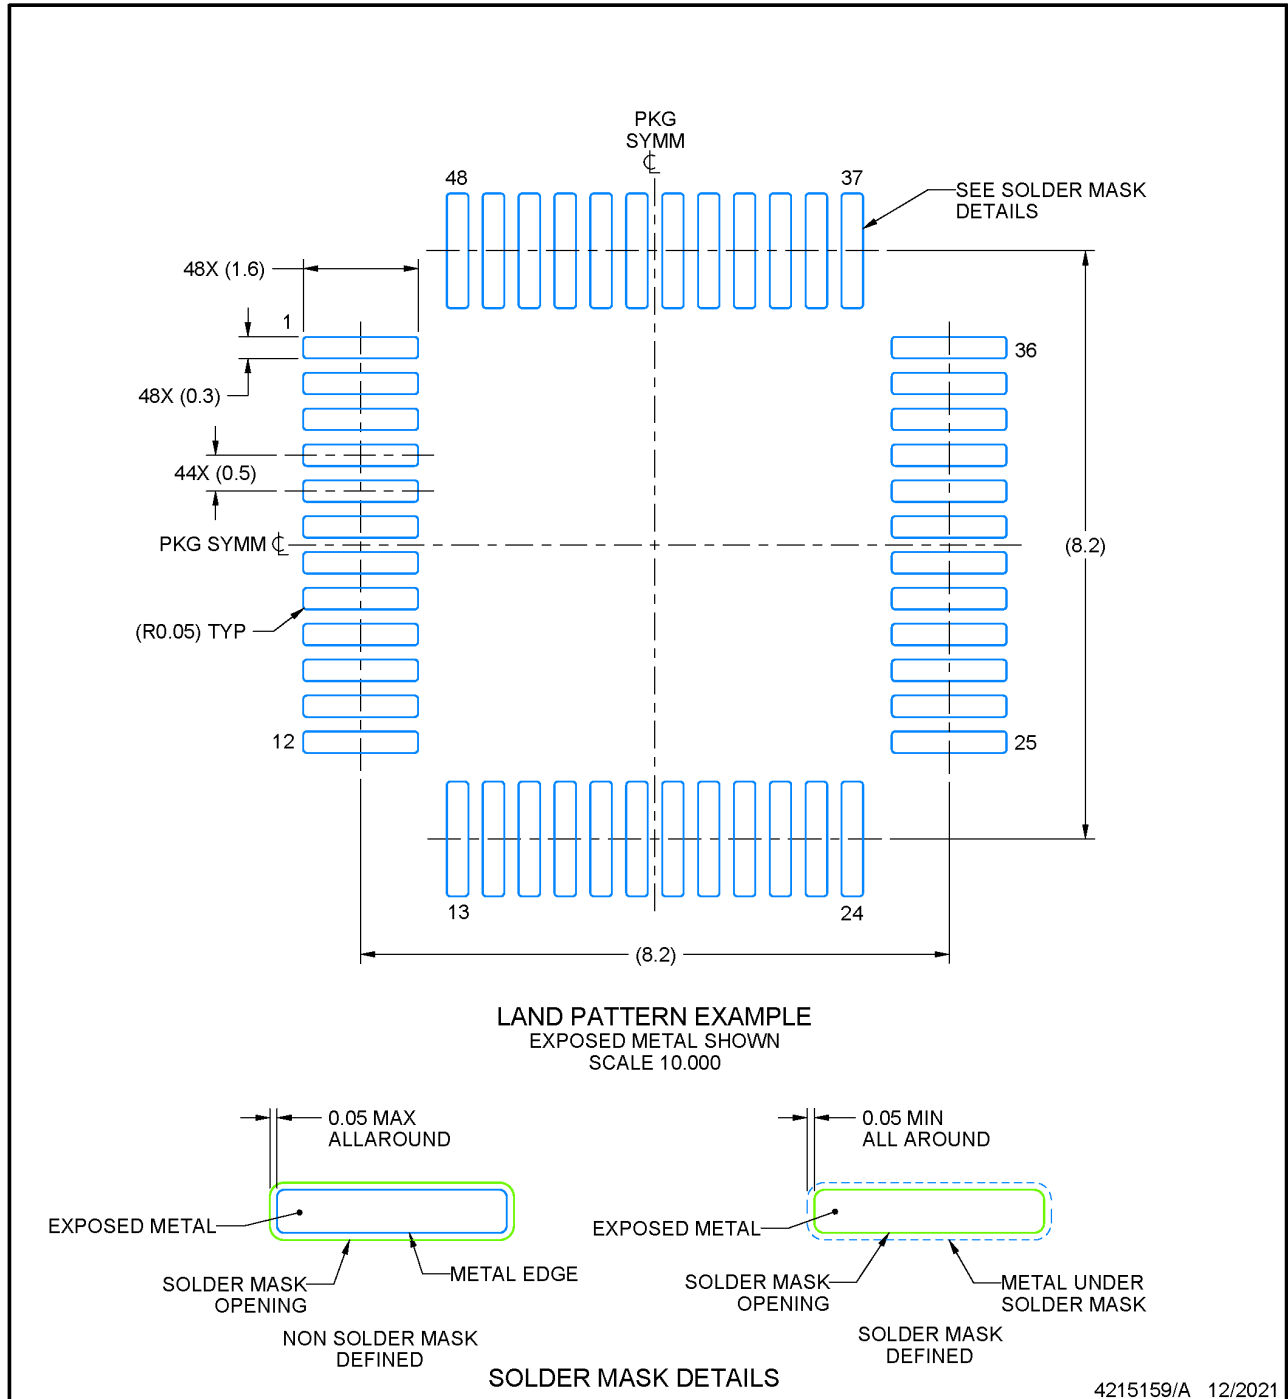 PKG
SYMM
℄
48
37
SEE SOLDER MASK
DETAILS
48X (1.6)
1
36
48X (0.3)
44X (0.5)
PKG SYMM ℄
(8.2)
(R0.05) TYP
12
25
13
24
(8.2)
LAND PATTERN EXAMPLE
EXPOSED METAL SHOWN
SCALE 10.000
0.05 MAX
ALLAROUND
0.05 MIN
ALL AROUND
EXPOSED METAL
EXPOSED METAL
SOLDER MASK
OPENING
METAL EDGE
SOLDER MASK
OPENING
METAL UNDER
SOLDER MASK
NON SOLDER MASK
DEFINED
SOLDER MASK
DEFINED
SOLDER MASK DETAILS
4215159/A 12/2021